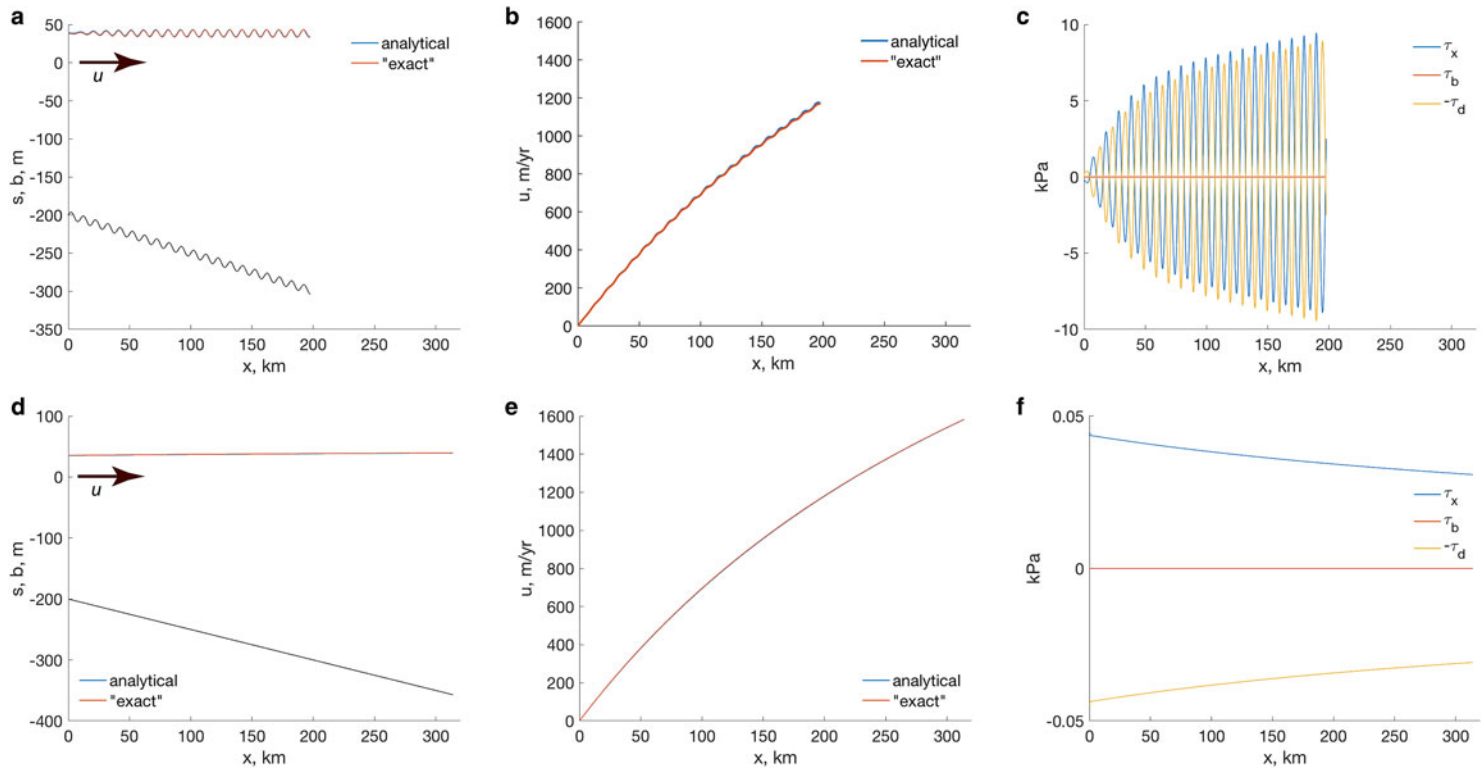 a
s, b, m
50
0
-50
-100
-150
-200
-250
-300
-350
0 50 100 150 200 250 300
x, km
u
analytical
"exact"
b
u, m/yr
1600
1400
1200
1000
800
600
400
200
0
0 50 100 150 200 250 300
x, km
analytical
"exact"
c
kPa
10
5
0
-5
-10
0 50 100 150 200 250 300
x, km
τx
τb
-τd
d
s, b, m
100
0
-100
-200
-300
-400
0 50 100 150 200 250 300
x, km
u
analytical
"exact"
e
u, m/yr
1600
1400
1200
1000
800
600
400
200
0
0 50 100 150 200 250 300
x, km
analytical
"exact"
f
kPa
0.05
0
-0.05
0 50 100 150 200 250 300
x, km
τx
τb
-τd